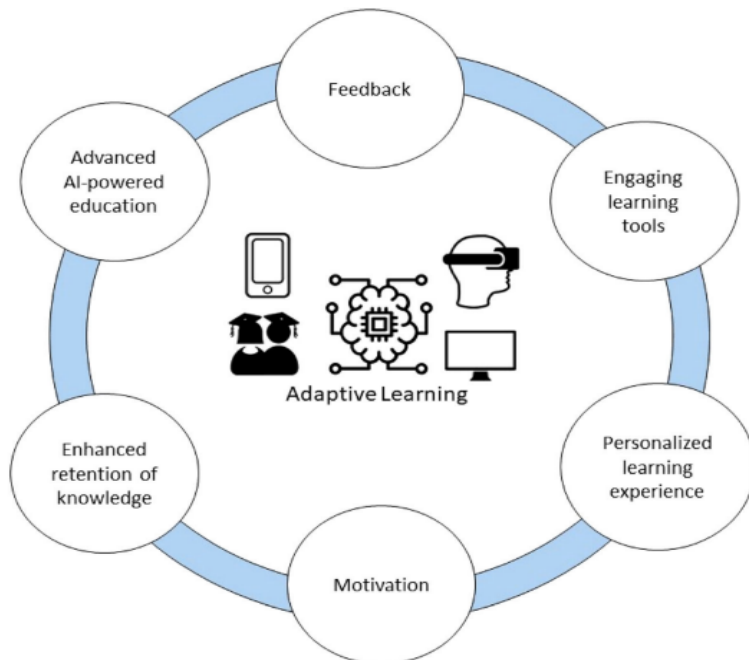 Feedback
Engaging
learning
tools
Personalized
learning
experience
Motivation
Enhanced
retention of
knowledge
Advanced
AI-powered
education
Adaptive Learning